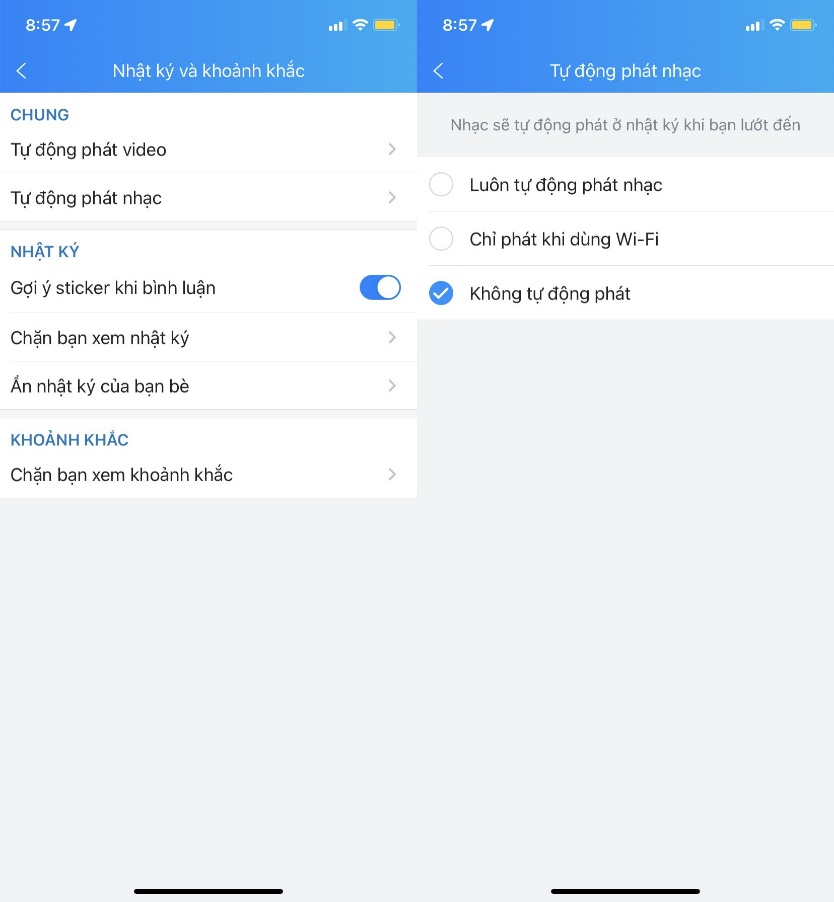 8:57
Nhật ký và khoảnh khắc
CHUNG
Tự động phát video
Tự động phát nhạc
NHẬT KÝ
Gợi ý sticker khi bình luận
Chặn bạn xem nhật ký
Ẩn nhật ký của bạn bè
KHOẢNH KHẮC
Chặn bạn xem khoảnh khắc
8:57
Tự động phát nhạc
Nhạc sẽ tự động phát ở nhật ký khi bạn lướt đến
Luôn tự động phát nhạc
Chỉ phát khi dùng Wi-Fi
Không tự động phát